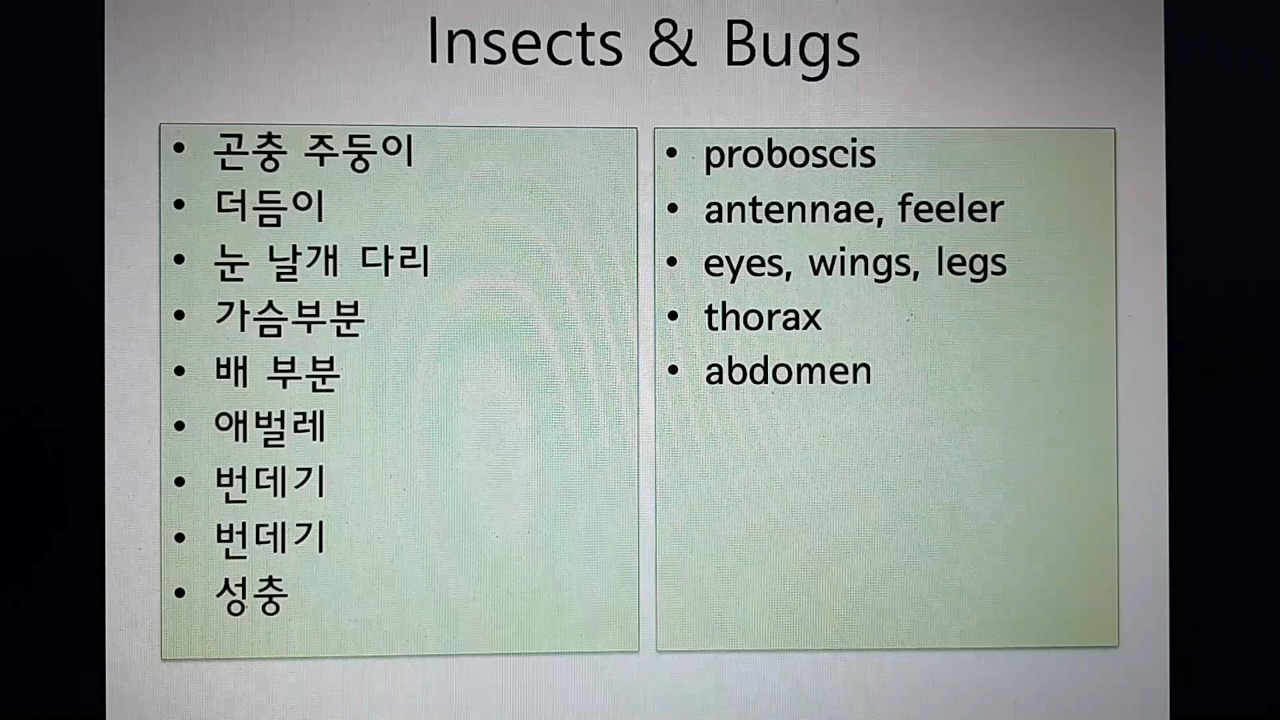 Insects & Bugs
• 곤충 주둥이
• 더듬이
• 눈 날개 다리
• 가슴부분
• 배 부분
• 애벌레
• 번데기
• 번데기
• 성충
• proboscis
• antennae, feeler
• eyes, wings, legs
• thorax
• abdomen